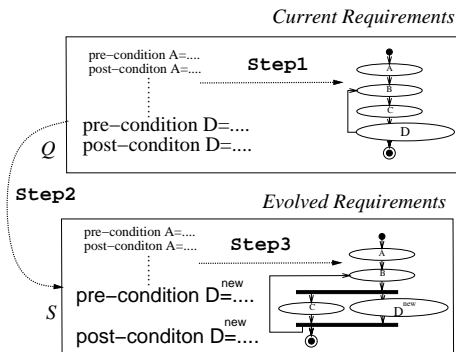 Current Requirements
pre-condition A=....
post-conditon A=....
Step1
A
B
C
D
pre-condition D=....
post-conditon D=....
Q
Step2
Evolved Requirements
pre-condition A=....
post-conditon A=....
Step3
A
B
C
D new
pre-condition D new=....
post-conditon D new=....
S